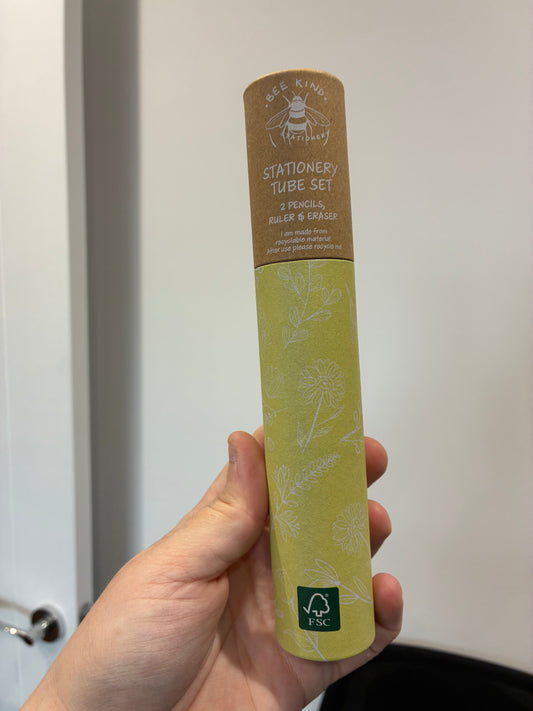 • BEE KIND •
STATIONERY
STATIONERY
TUBE SET
2 PENCILS,
RULER & ERASER
I am made from
recyclable material.
After use please recycle me
FSC